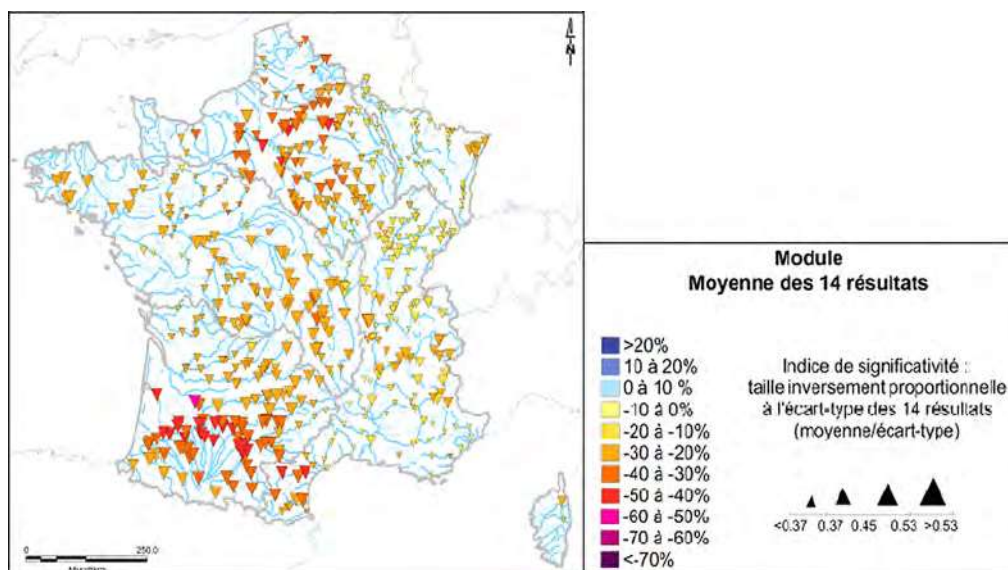 N
0 250.0
Module
Moyenne des 14 résultats
>20%
10 à 20%
0 à 10 %
-10 à 0%
-20 à -10%
-30 à -20%
-40 à -30%
-50 à -40%
-60 à -50%
-70 à -60%
<-70%
Indice de significativité :
taille inversement proportionnelle
à l'écart-type des 14 résultats
(moyenne/écart-type)
<0.37 0.37 0.45 0.53 >0.53